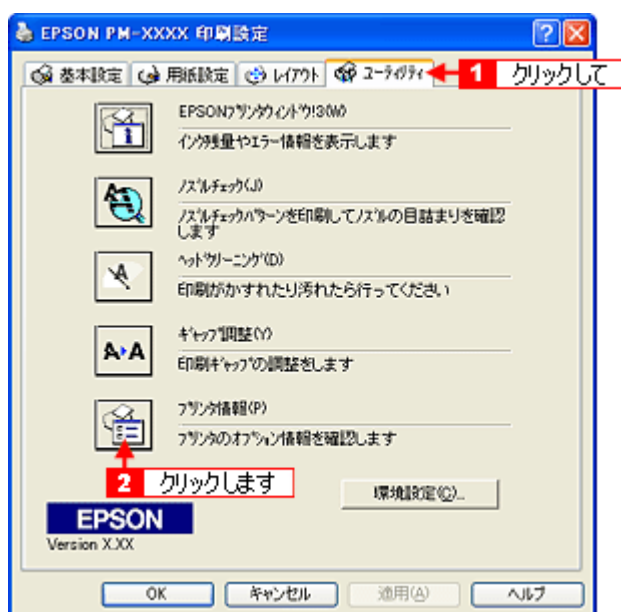 EPSON PM-XXXX 印刷設定
基本設定 用紙設定 レイアウト ユーティリティ 1 クリックして
EPSONプリンタウィンドウ!3(W)
インク残量やエラー情報を表示します
ノズルチェック(J)
ノズルチェックパターンを印刷してノズルの目詰まりを確認
します
ヘッドクリーニング(D)
印刷がかすれたり汚れたら行ってください
ギャップ調整(Y)
印刷ギャップの調整をします
プリンタ情報(P)
プリンタのオプション情報を確認します
2 クリックします
環境設定(C)...
EPSON
Version X.XX
OK キャンセル 適用(A) ヘルプ